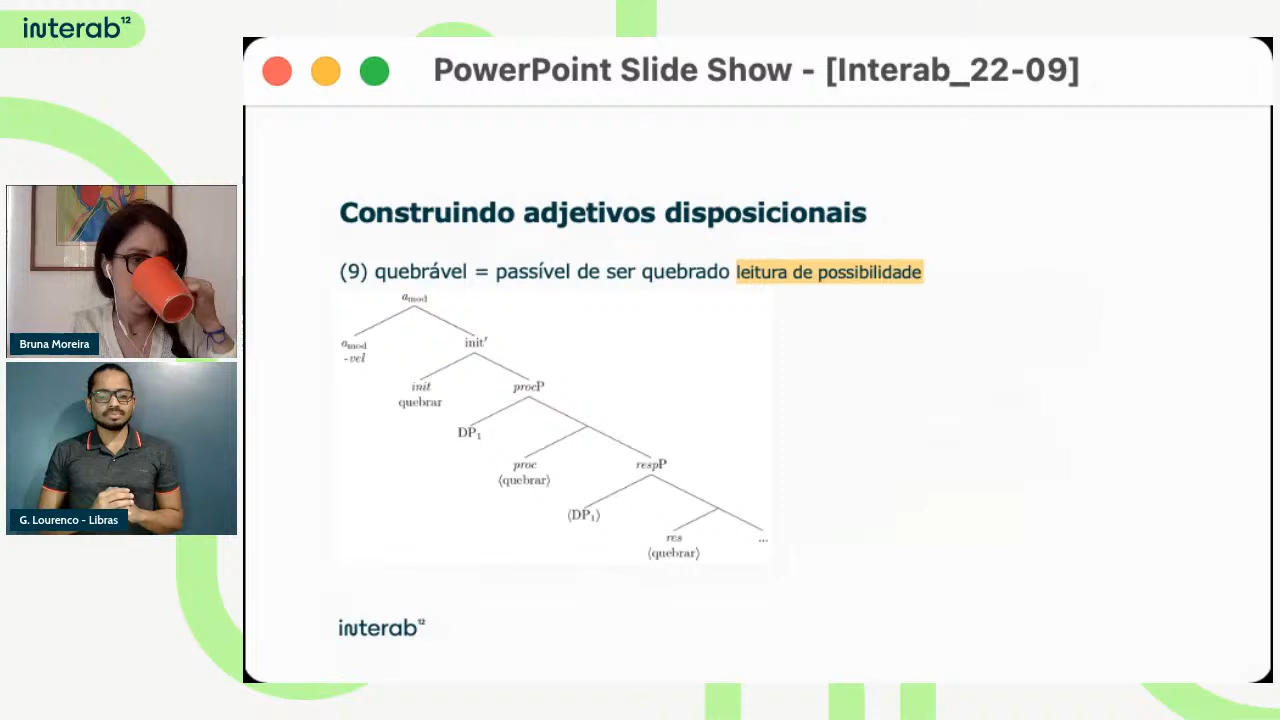 interab¹²
PowerPoint Slide Show - [Interab_22-09]
Construindo adjetivos disposicionais
(9) quebrável = passível de ser quebrado leitura de possibilidade
a_mod
a_mod init′
-vel
init procP
quebrar
DP₁
proc respP
⟨quebrar⟩
⟨DP₁⟩
res ...
⟨quebrar⟩
interab¹²
Bruna Moreira
G. Lourenco - Libras